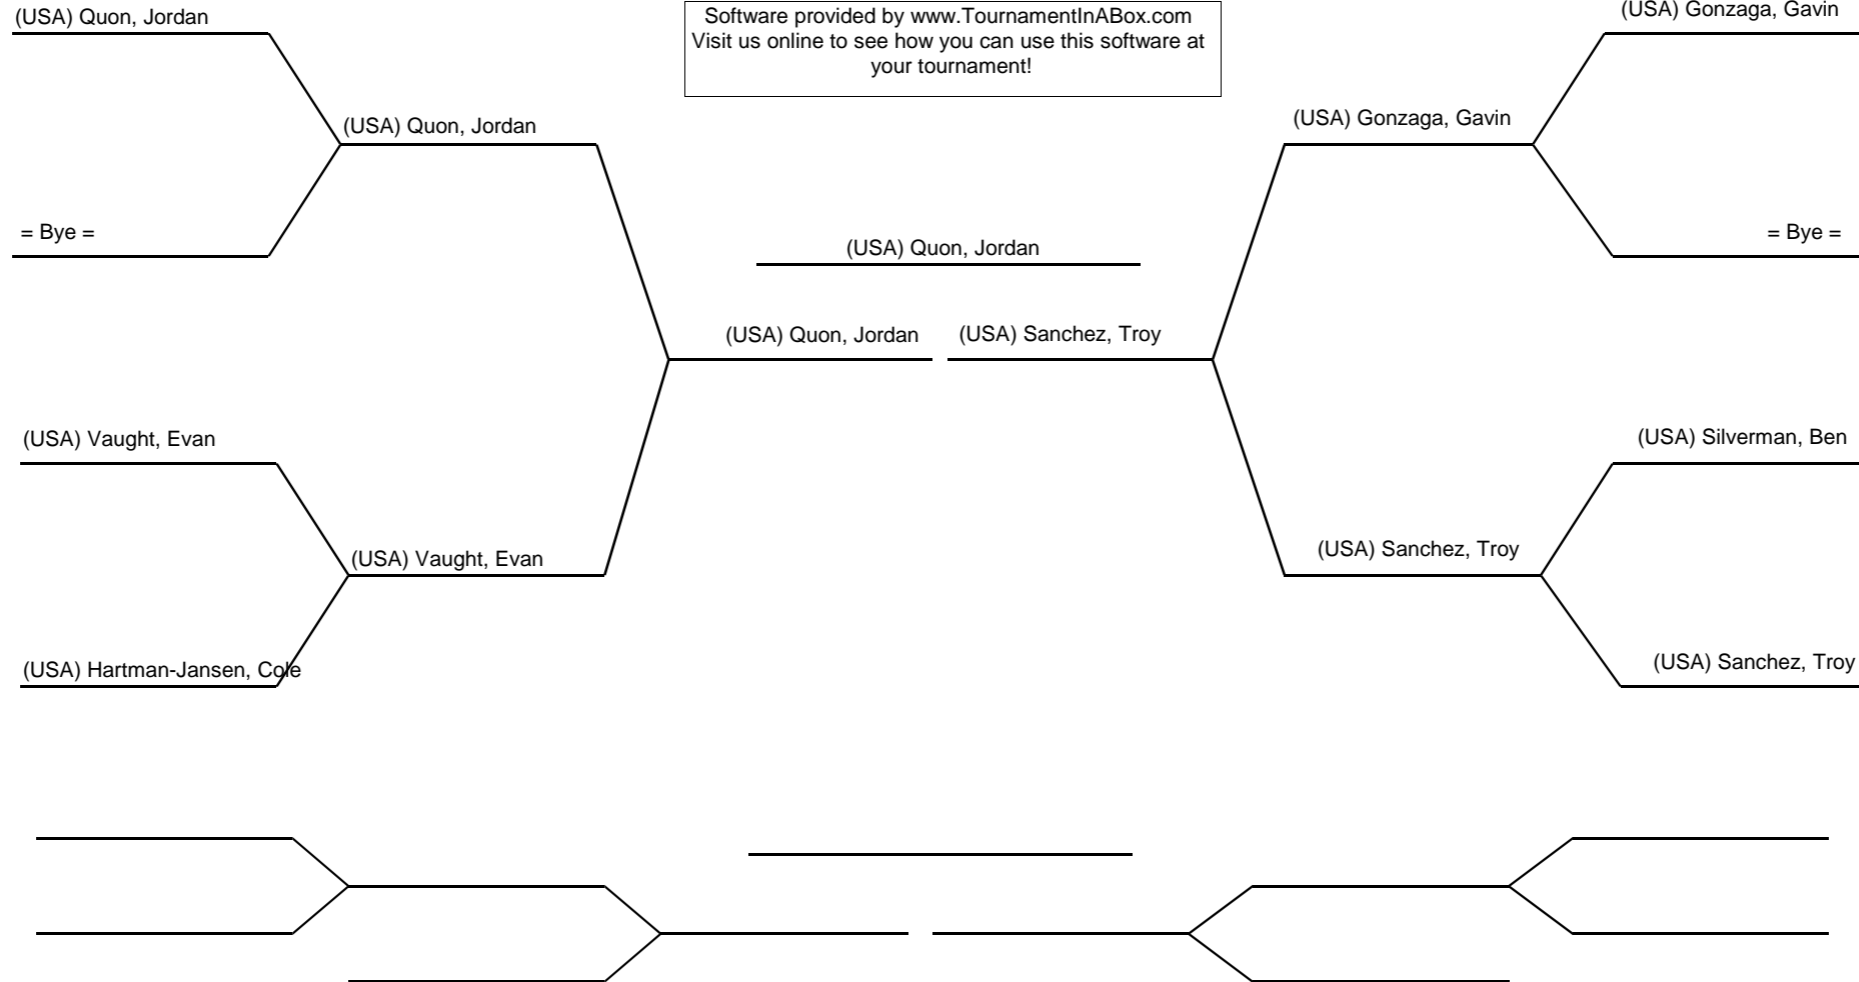 (USA) Quon, Jordan
Software provided by www.TournamentInABox.com
Visit us online to see how you can use this software at
your tournament!
(USA) Gonzaga, Gavin
(USA) Quon, Jordan
(USA) Gonzaga, Gavin
= Bye =
(USA) Quon, Jordan
= Bye =
(USA) Quon, Jordan
(USA) Sanchez, Troy
(USA) Vaught, Evan
(USA) Silverman, Ben
(USA) Vaught, Evan
(USA) Sanchez, Troy
(USA) Hartman-Jansen, Cole
(USA) Sanchez, Troy